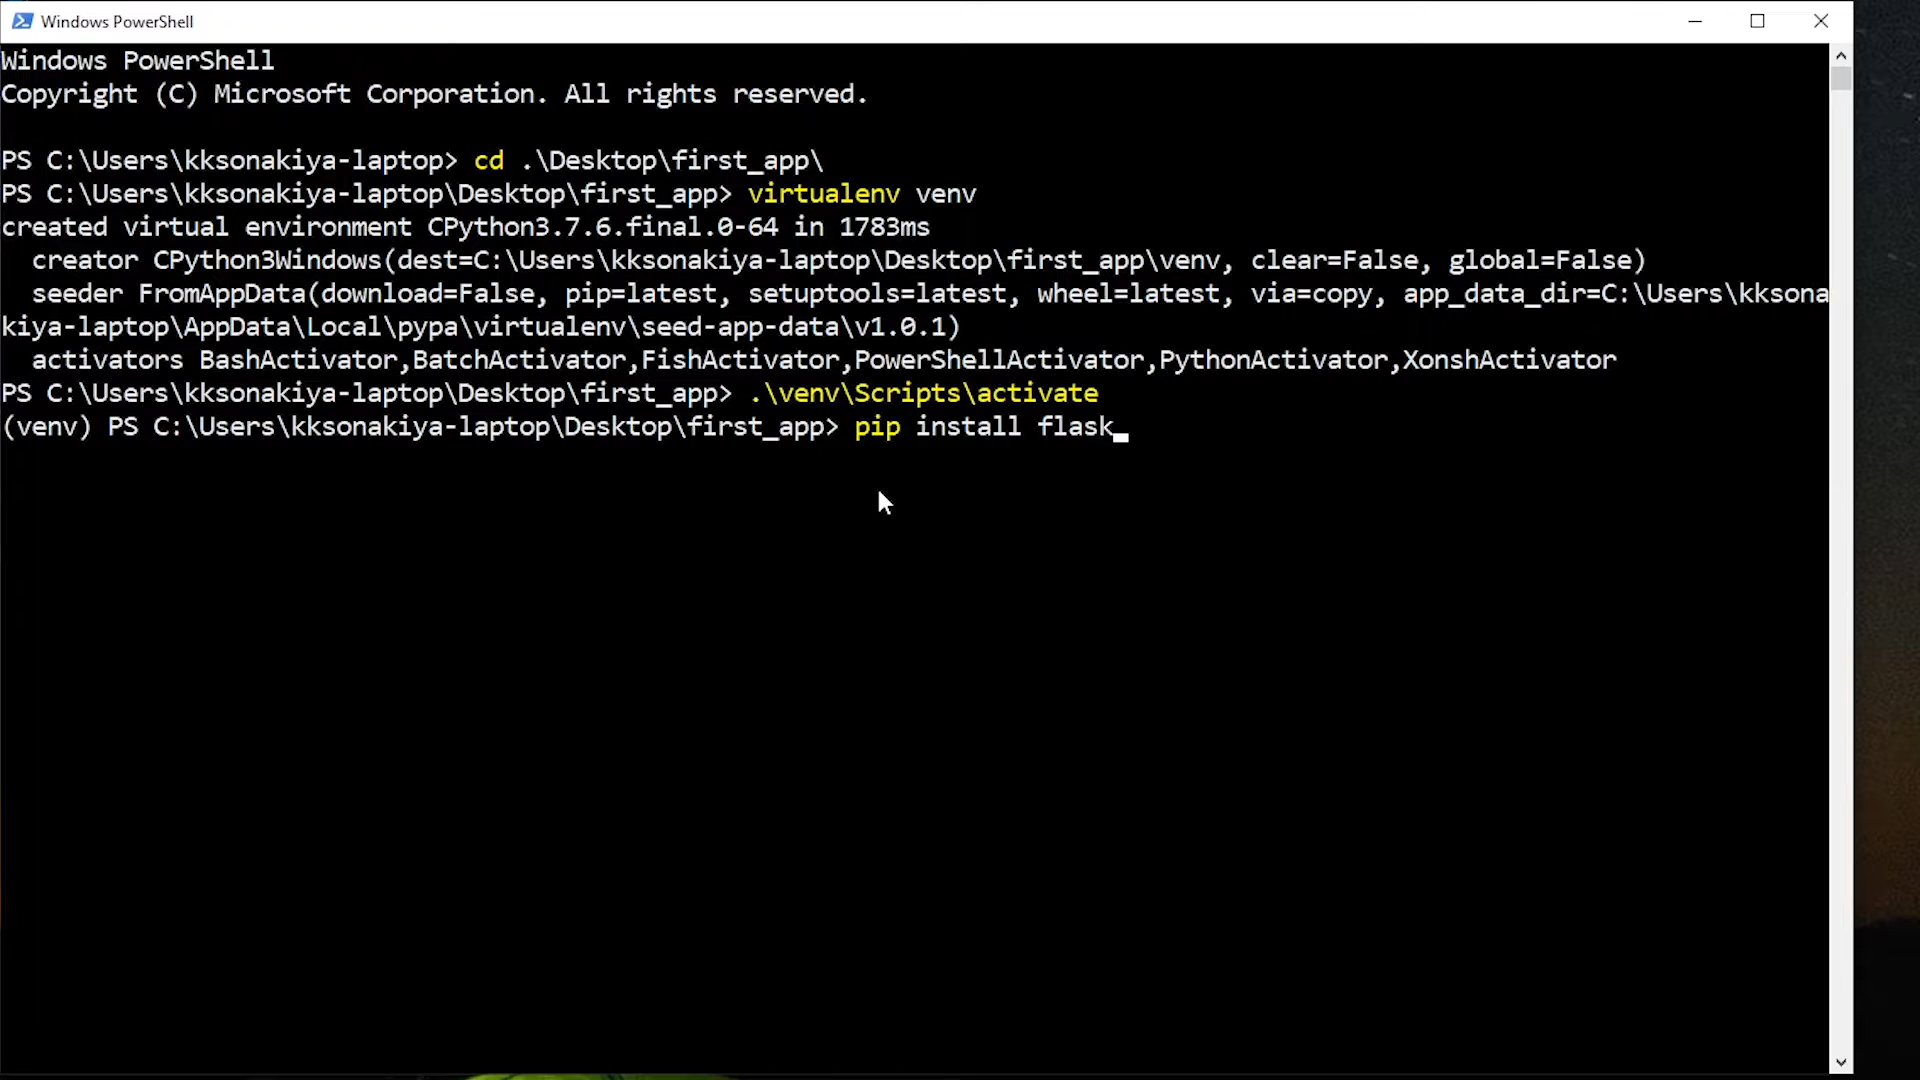 Windows PowerShell
Windows PowerShell
Copyright (C) Microsoft Corporation. All rights reserved.
PS C:\Users\kksonakiya-laptop> cd .\Desktop\first_app\
PS C:\Users\kksonakiya-laptop\Desktop\first_app> virtualenv venv
created virtual environment CPython3.7.6.final.0-64 in 1783ms
  creator CPython3Windows(dest=C:\Users\kksonakiya-laptop\Desktop\first_app\venv, clear=False, global=False)
  seeder FromAppData(download=False, pip=latest, setuptools=latest, wheel=latest, via=copy, app_data_dir=C:\Users\kksona
kiya-laptop\AppData\Local\pypa\virtualenv\seed-app-data\v1.0.1)
  activators BashActivator,BatchActivator,FishActivator,PowerShellActivator,PythonActivator,XonshActivator
PS C:\Users\kksonakiya-laptop\Desktop\first_app> .\venv\Scripts\activate
(venv) PS C:\Users\kksonakiya-laptop\Desktop\first_app> pip install flask